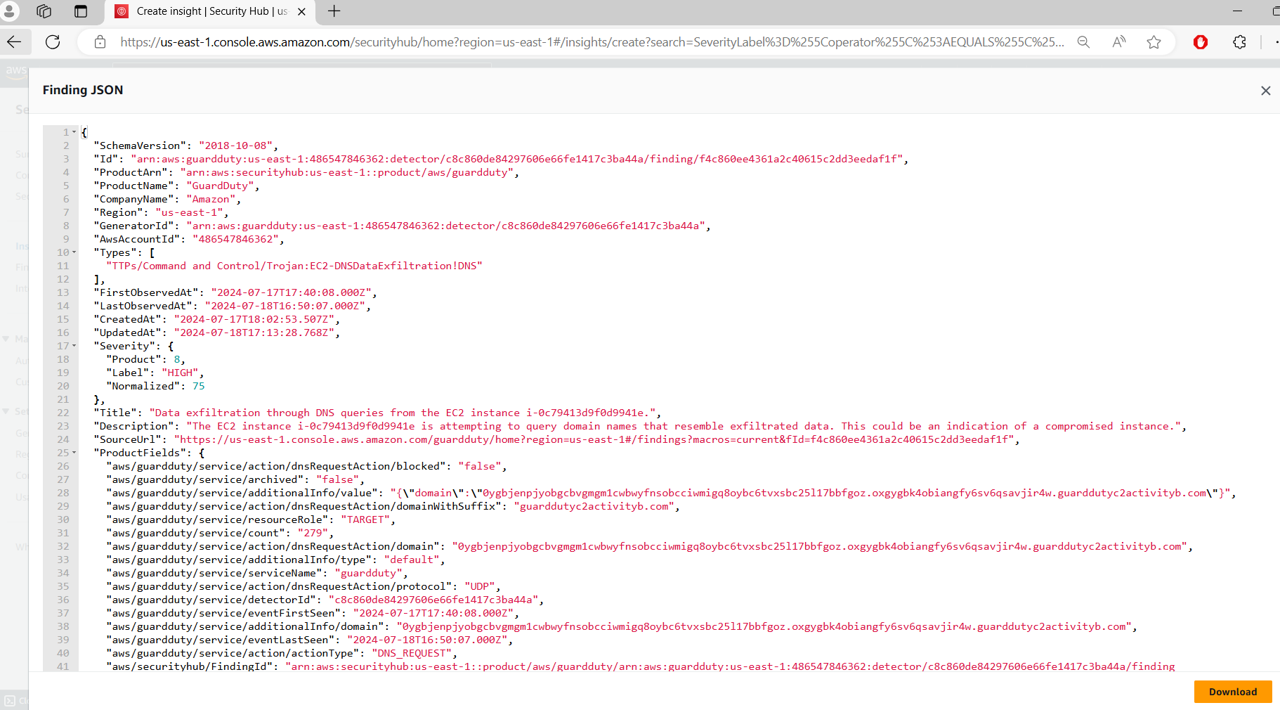 Create insight | Security Hub | us
https://us-east-1.console.aws.amazon.com/securityhub/home?region=us-east-1#/insights/create?search=SeverityLabel%3D%255Coperator%255C%253AEQUALS%255C%25...
Finding JSON
1 {
2 "SchemaVersion": "2018-10-08",
3 "Id": "arn:aws:guardduty:us-east-1:486547846362:detector/c8c860de84297606e66fe1417c3ba44a/finding/f4c860ee4361a2c40615c2dd3eedaf1f",
4 "ProductArn": "arn:aws:securityhub:us-east-1::product/aws/guardduty",
5 "ProductName": "GuardDuty",
6 "CompanyName": "Amazon",
7 "Region": "us-east-1",
8 "GeneratorId": "arn:aws:guardduty:us-east-1:486547846362:detector/c8c860de84297606e66fe1417c3ba44a",
9 "AwsAccountId": "486547846362",
10 "Types": [
11 "TTPs/Command and Control/Trojan:EC2-DNSDataExfiltration!DNS"
12 ],
13 "FirstObservedAt": "2024-07-17T17:40:08.000Z",
14 "LastObservedAt": "2024-07-18T16:50:07.000Z",
15 "CreatedAt": "2024-07-17T18:02:53.507Z",
16 "UpdatedAt": "2024-07-18T17:13:28.768Z",
17 "Severity": {
18 "Product": 8,
19 "Label": "HIGH",
20 "Normalized": 75
21 },
22 "Title": "Data exfiltration through DNS queries from the EC2 instance i-0c79413d9f0d9941e.",
23 "Description": "The EC2 instance i-0c79413d9f0d9941e is attempting to query domain names that resemble exfiltrated data. This could be an indication of a compromised instance.",
24 "SourceUrl": "https://us-east-1.console.aws.amazon.com/guardduty/home?region=us-east-1#/findings?macros=current&fId=f4c860ee4361a2c40615c2dd3eedaf1f",
25 "ProductFields": {
26 "aws/guardduty/service/action/dnsRequestAction/blocked": "false",
27 "aws/guardduty/service/archived": "false",
28 "aws/guardduty/service/additionalInfo/value": "{\"domain\":\"0ygbjenpjyobgcbvgmgm1cwbwyfnsobcciwmigq8oybc6tvxsbc25l17bbfgoz.oxgygbk4obiangfy6sv6qsavjir4w.guarddutyc2activityb.com\"}",
29 "aws/guardduty/service/action/dnsRequestAction/domainWithSuffix": "guarddutyc2activityb.com",
30 "aws/guardduty/service/resourceRole": "TARGET",
31 "aws/guardduty/service/count": "279",
32 "aws/guardduty/service/action/dnsRequestAction/domain": "0ygbjenpjyobgcbvgmgm1cwbwyfnsobcciwmigq8oybc6tvxsbc25l17bbfgoz.oxgygbk4obiangfy6sv6qsavjir4w.guarddutyc2activityb.com",
33 "aws/guardduty/service/additionalInfo/type": "default",
34 "aws/guardduty/service/serviceName": "guardduty",
35 "aws/guardduty/service/action/dnsRequestAction/protocol": "UDP",
36 "aws/guardduty/service/detectorId": "c8c860de84297606e66fe1417c3ba44a",
37 "aws/guardduty/service/eventFirstSeen": "2024-07-17T17:40:08.000Z",
38 "aws/guardduty/service/additionalInfo/domain": "0ygbjenpjyobgcbvgmgm1cwbwyfnsobcciwmigq8oybc6tvxsbc25l17bbfgoz.oxgygbk4obiangfy6sv6qsavjir4w.guarddutyc2activityb.com",
39 "aws/guardduty/service/eventLastSeen": "2024-07-18T16:50:07.000Z",
40 "aws/guardduty/service/action/actionType": "DNS_REQUEST",
41 "aws/securityhub/FindingId": "arn:aws:securityhub:us-east-1::product/aws/guardduty/arn:aws:guardduty:us-east-1:486547846362:detector/c8c860de84297606e66fe1417c3ba44a/finding
Download